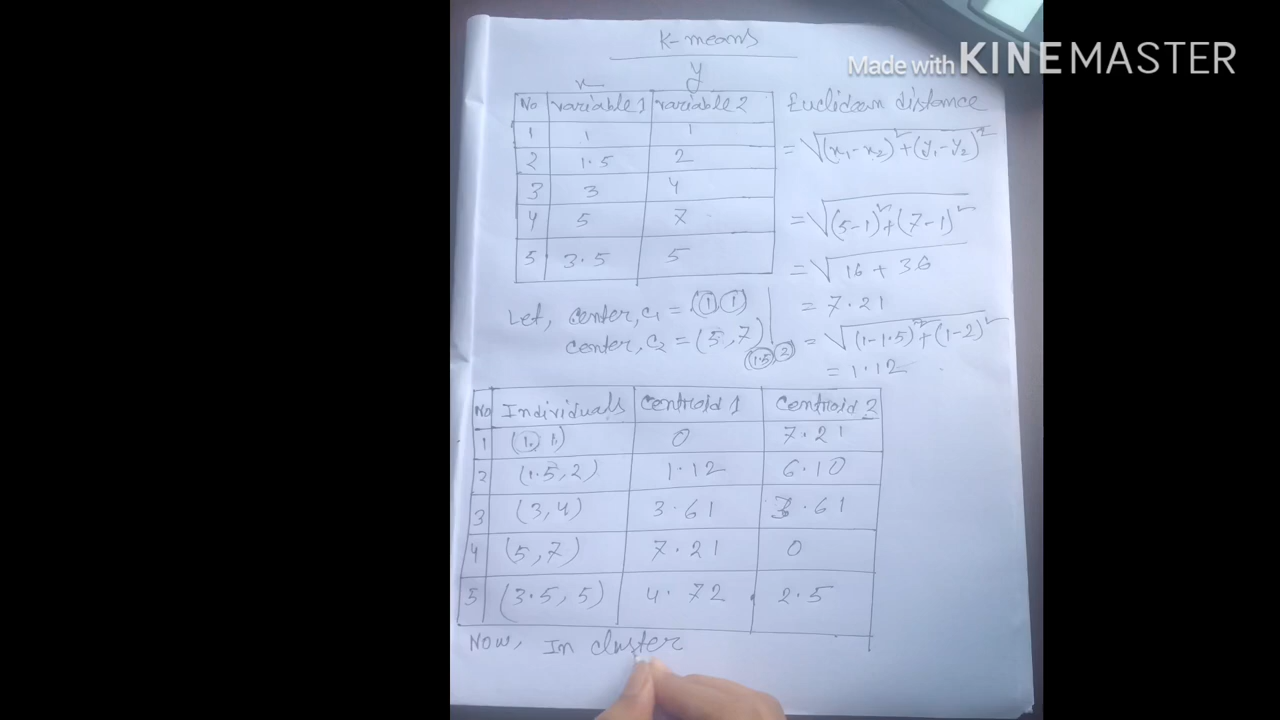 K-means
Made with KINEMASTER
x y
No variable 1 variable 2
1 1 1
2 1.5 2
3 3 4
4 5 7
5 3.5 5
Euclidean distance
= √(x₁-x₂)²+(y₁-y₂)²
= √(5-1)²+(7-1)²
= √16 + 36
= 7.21
= √(1-1.5)²+(1-2)²
= 1.12
Let, center, c₁ = (1, 1)
center, c₂ = (5, 7)
(1.5, 2)
No Individuals Centroid 1 Centroid 2
1 (1, 1) 0 7.21
2 (1.5, 2) 1.12 6.10
3 (3, 4) 3.61 3.61
4 (5, 7) 7.21 0
5 (3.5, 5) 4.72 2.5
Now, In cluster